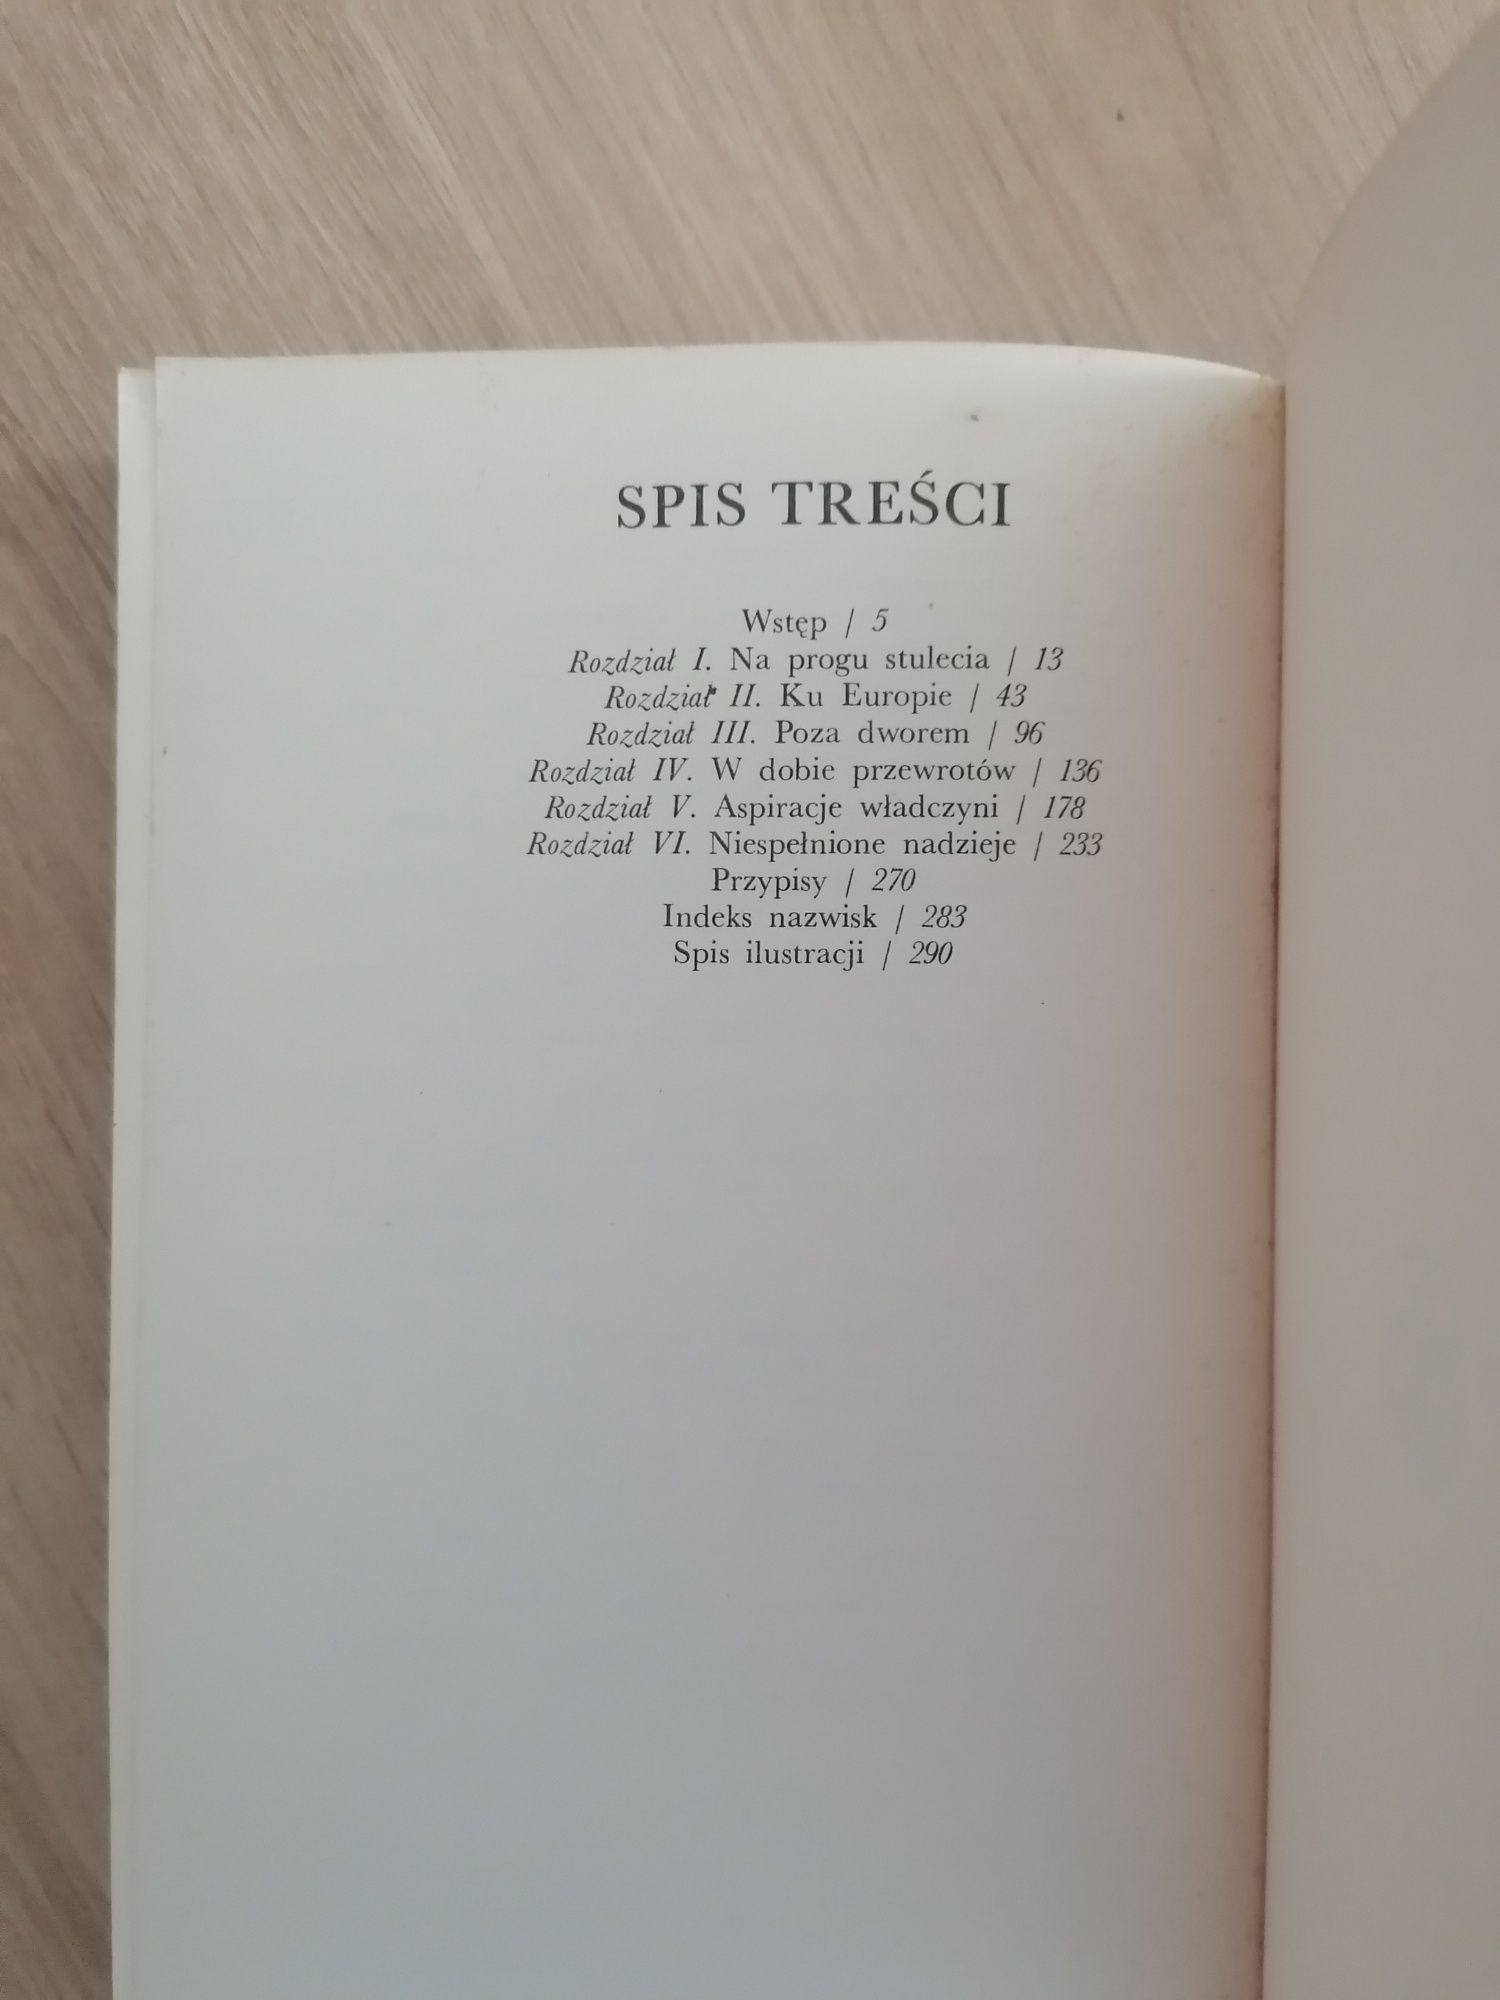 SPIS TREŚCI
Wstęp / 5
Rozdział I. Na progu stulecia / 13
Rozdział II. Ku Europie / 43
Rozdział III. Poza dworem / 96
Rozdział IV. W dobie przewrotów / 136
Rozdział V. Aspiracje władczyni / 178
Rozdział VI. Niespełnione nadzieje / 233
Przypisy / 270
Indeks nazwisk / 283
Spis ilustracji / 290